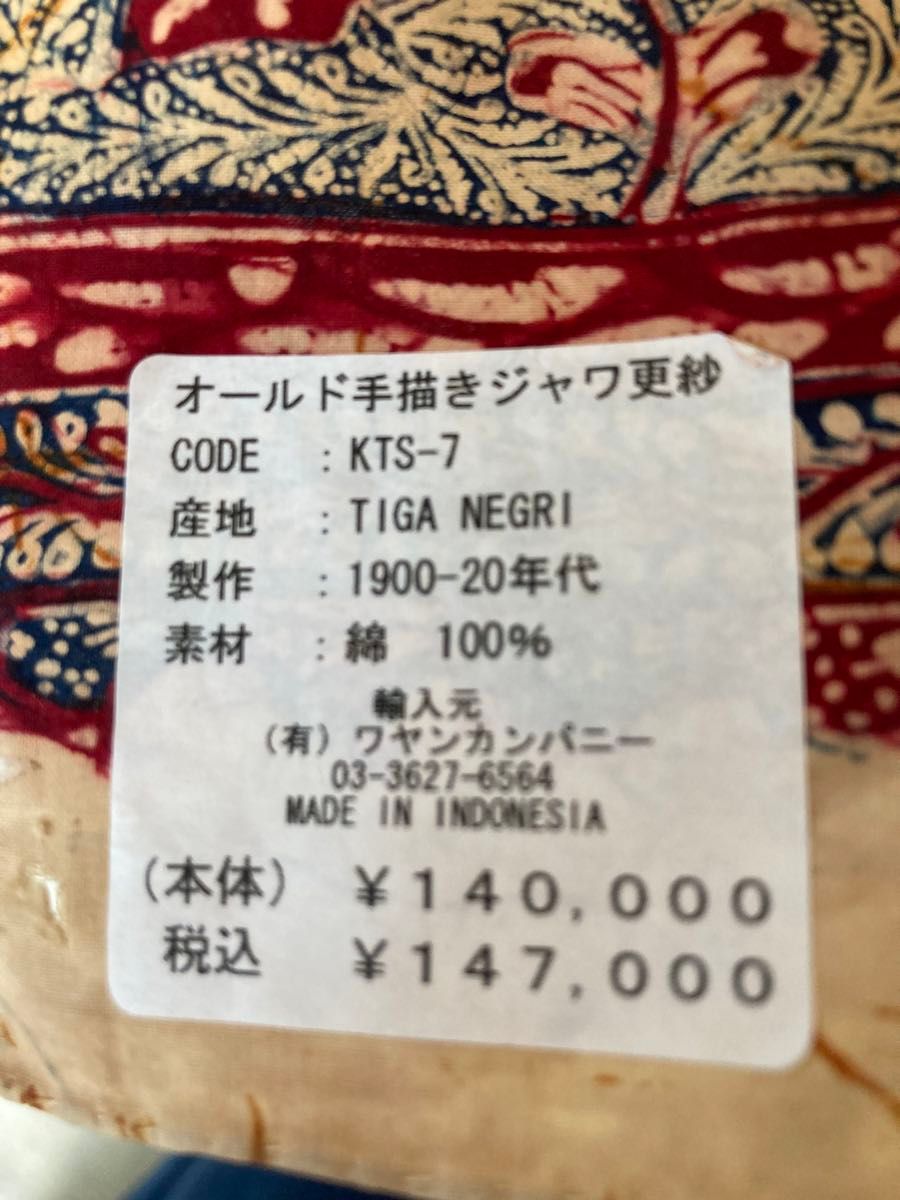 オールド手描きジャワ更紗
CODE : KTS-7
産地 : TIGA NEGRI
製作 : 1900-20年代
素材 : 綿 100%
輸入元
(有) ワヤンカンパニー
03-3627-6564
MADE IN INDONESIA
(本体) ¥140,000
税込 ¥147,000